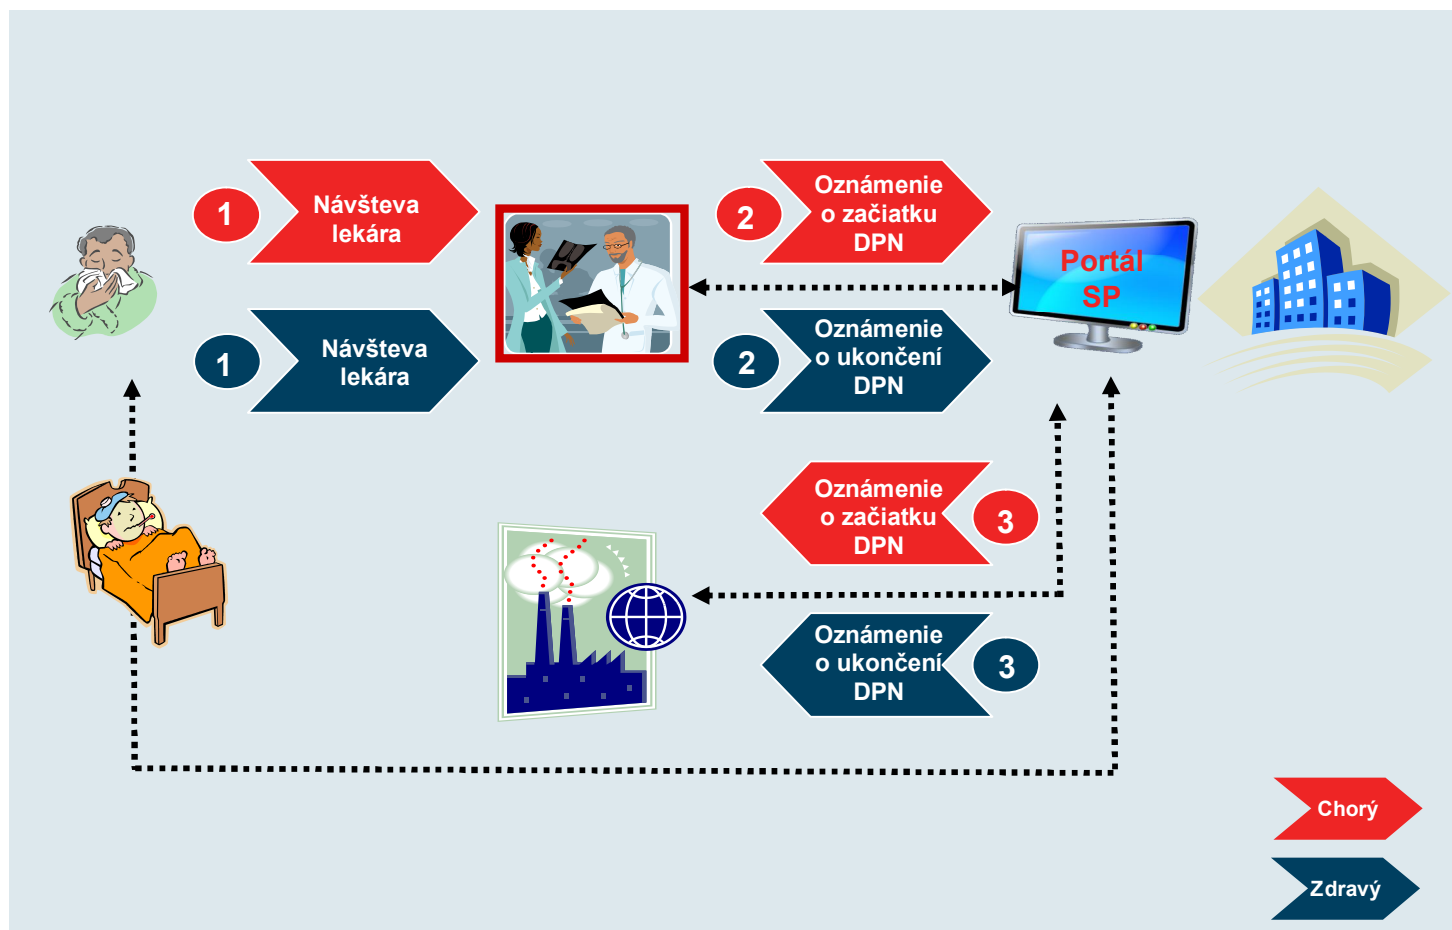 1
Návšteva
lekára
2
Oznámenie
o začiatku
DPN
Portál
SP
1
Návšteva
lekára
2
Oznámenie
o ukončení
DPN
Oznámenie
o začiatku
DPN
3
Oznámenie
o ukončení
DPN
3
Chorý
Zdravý